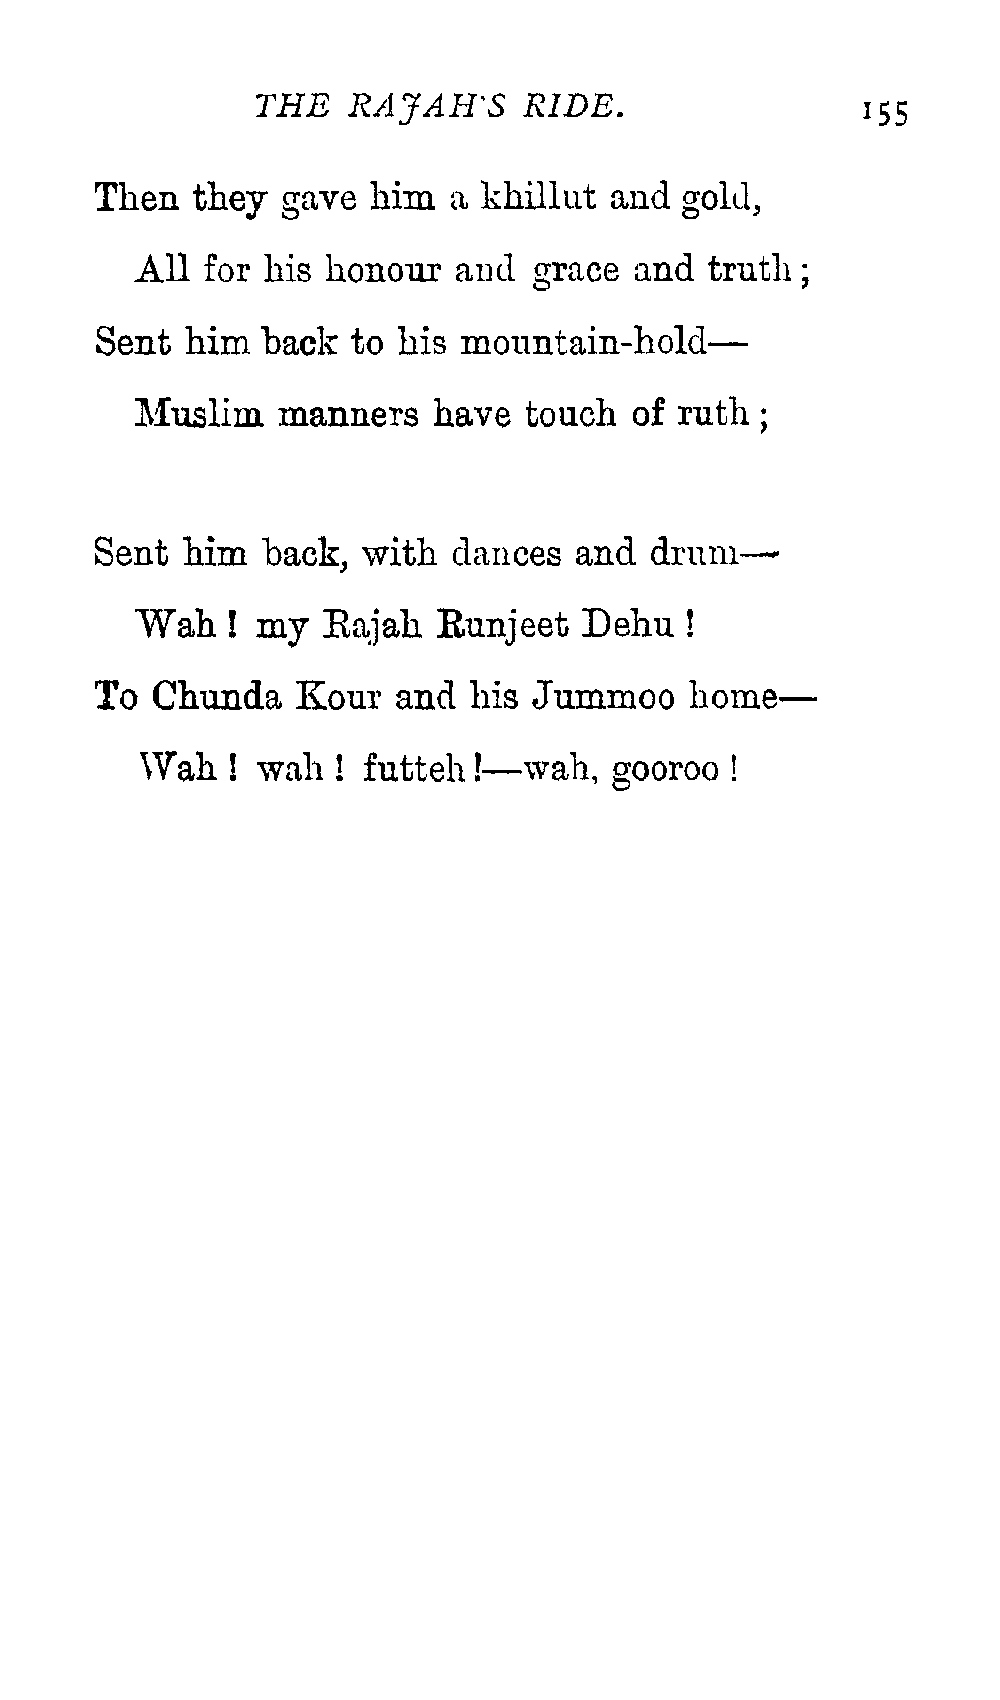 THE RAJAH'S RIDE. 155
Then they gave him a khillut and gold,
All for his honour and grace and truth;
Sent him back to his mountain-hold—
Muslim manners have touch of ruth;
Sent him back, with dances and drum—
Wah! my Rajah Runjeet Dehu!
To Chunda Kour and his Jummoo home—
Wah! wah! futteh!—wah, gooroo!